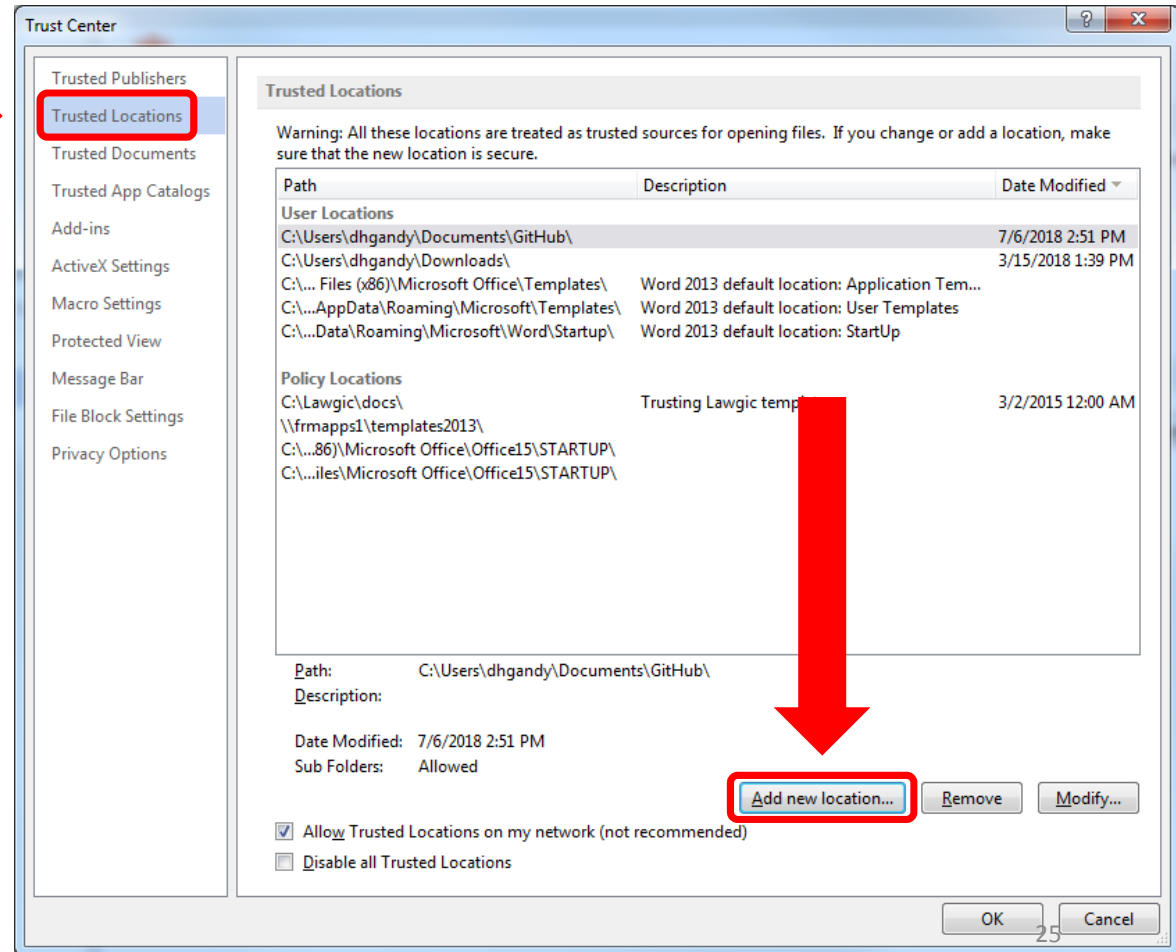 Trust Center
Trusted Publishers
Trusted Locations
Trusted Documents
Trusted App Catalogs
Add-ins
ActiveX Settings
Macro Settings
Protected View
Message Bar
File Block Settings
Privacy Options
Trusted Locations
Warning: All these locations are treated as trusted sources for opening files. If you change or add a location, make
sure that the new location is secure.
Path Description Date Modified
User Locations
C:\Users\dhgandy\Documents\GitHub\ 7/6/2018 2:51 PM
C:\Users\dhgandy\Downloads\ 3/15/2018 1:39 PM
C:\... Files (x86)\Microsoft Office\Templates\ Word 2013 default location: Application Tem...
C:\...AppData\Roaming\Microsoft\Templates\ Word 2013 default location: User Templates
C:\...Data\Roaming\Microsoft\Word\Startup\ Word 2013 default location: StartUp
Policy Locations
C:\Lawgic\docs\ Trusting Lawgic 3/2/2015 12:00 AM
\\frmapps1\templates2013\
C:\...86)\Microsoft Office\Office15\STARTUP\
C:\...iles\Microsoft Office\Office15\STARTUP\
Path: C:\Users\dhgandy\Documents\GitHub\
Description:
Date Modified: 7/6/2018 2:51 PM
Sub Folders: Allowed
Add new location... Remove Modify...
Allow Trusted Locations on my network (not recommended)
Disable all Trusted Locations
OK Cancel
25